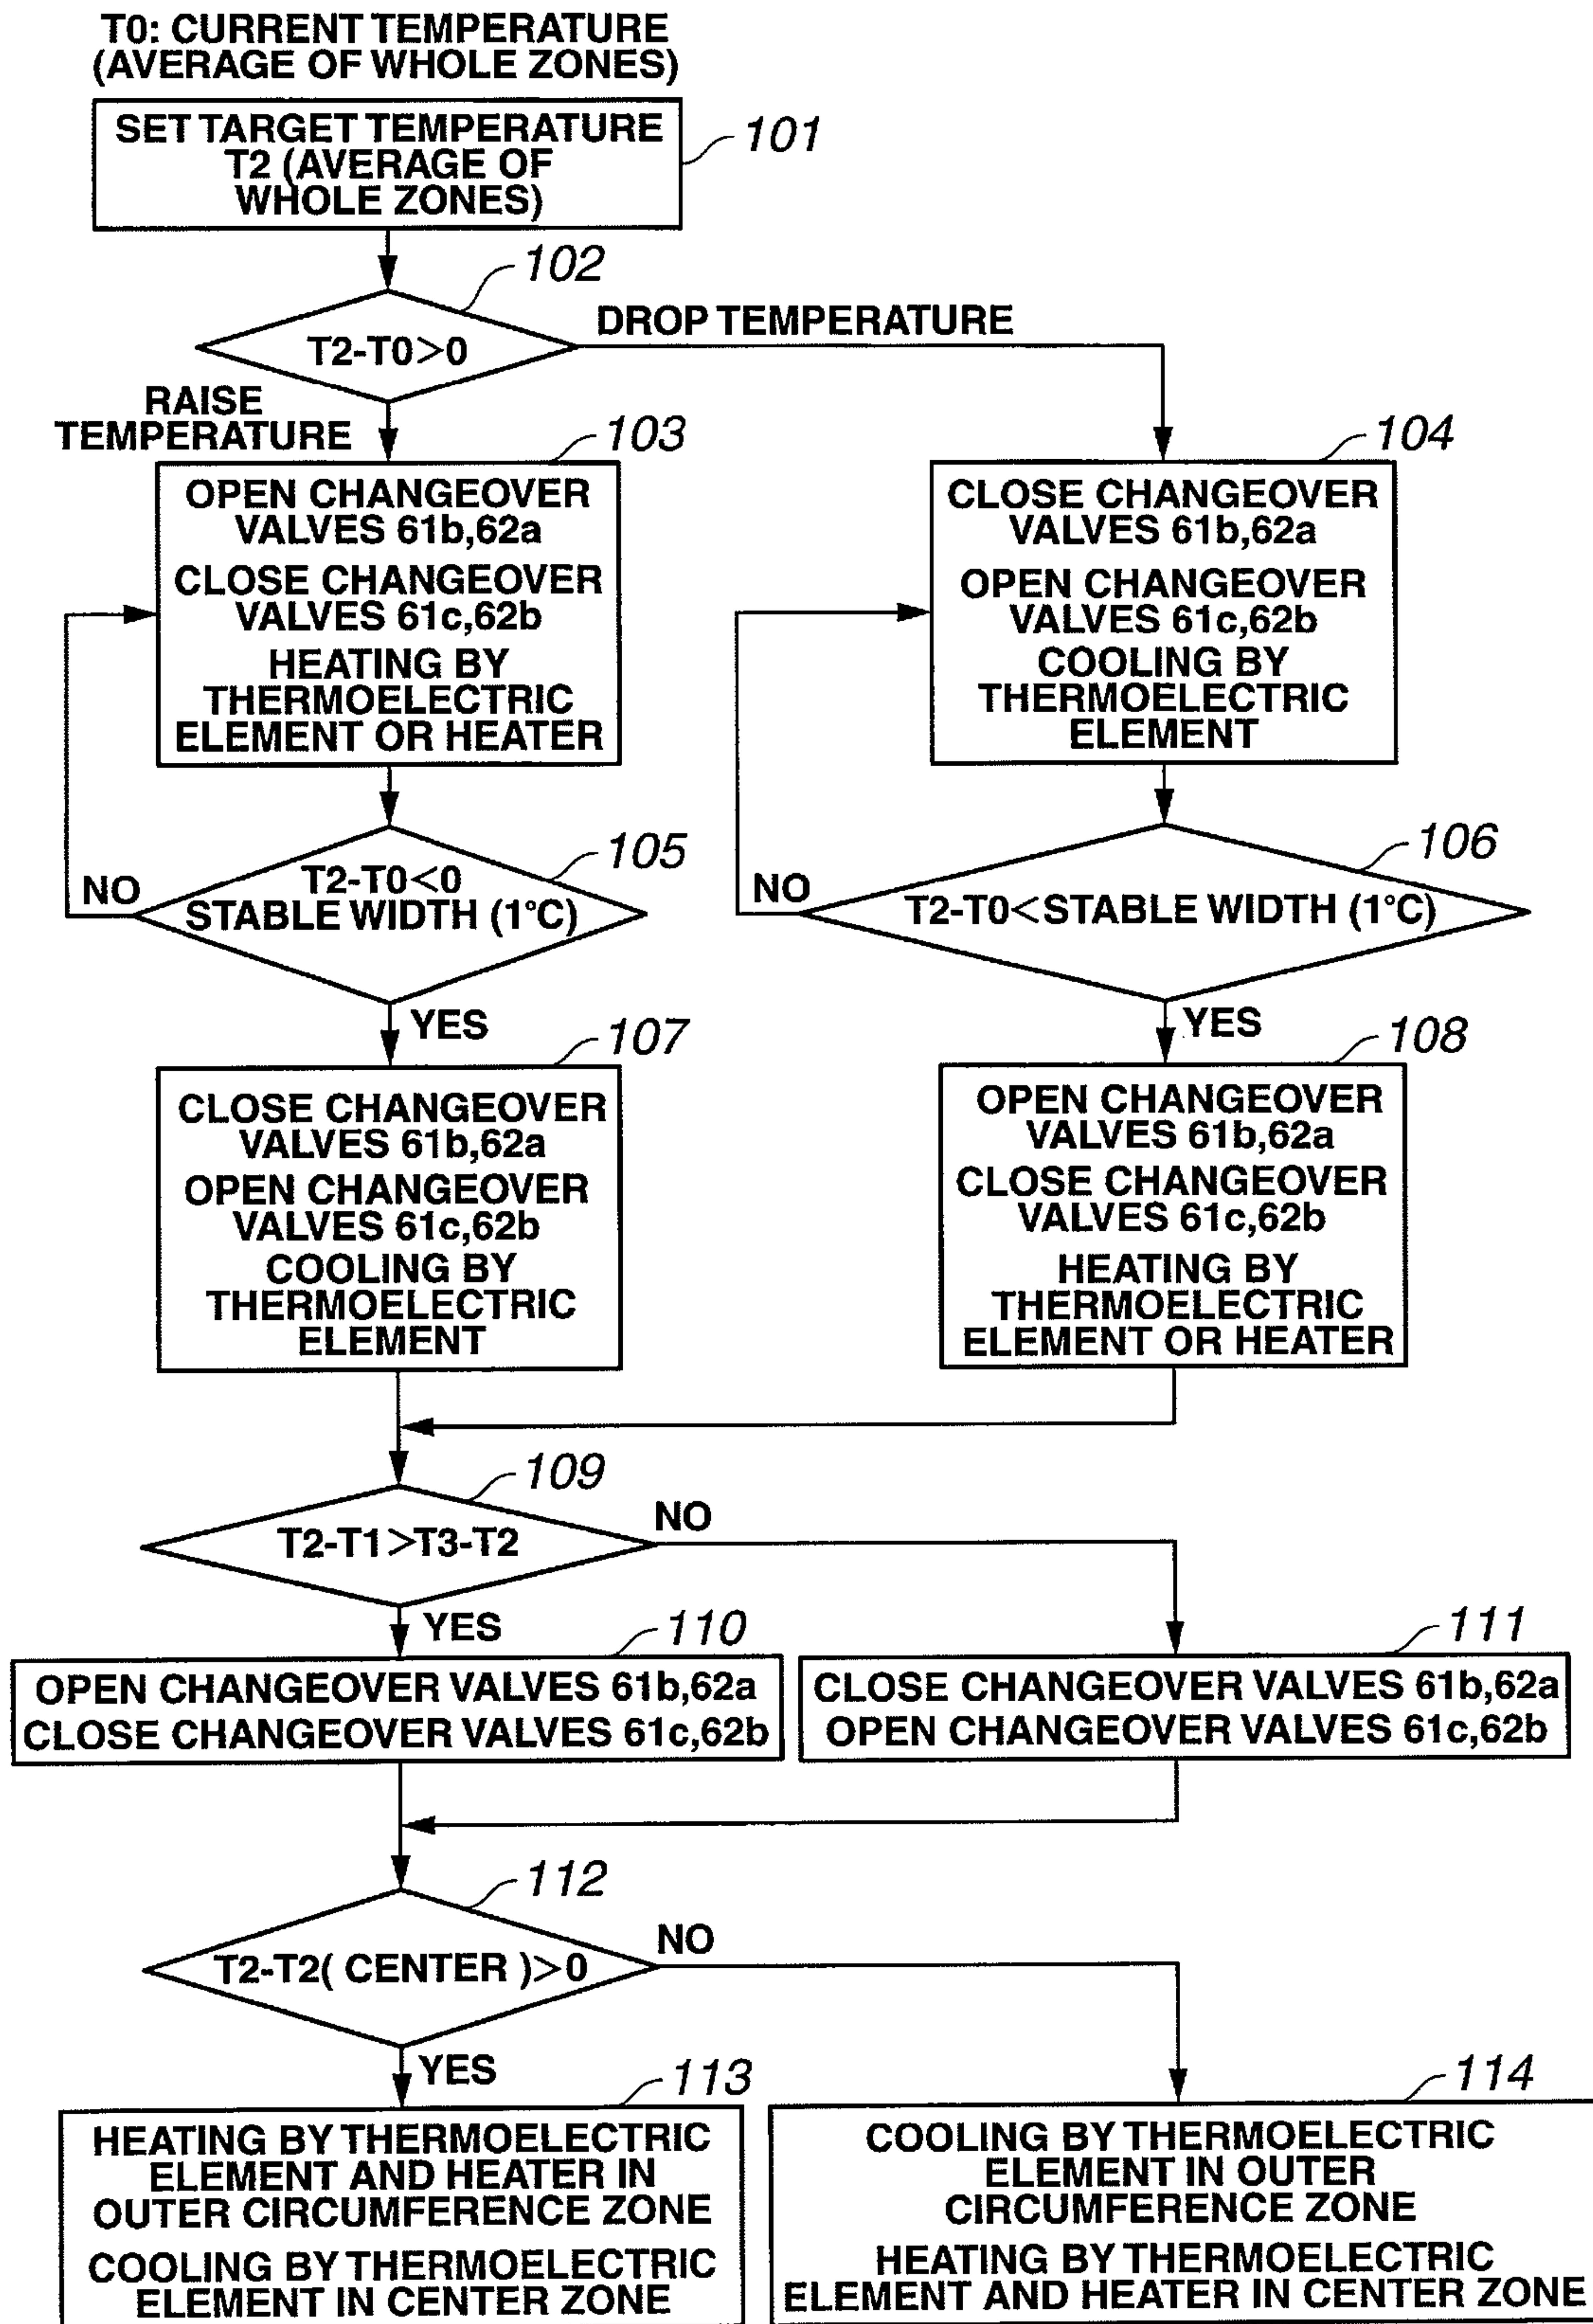 T0: CURRENT TEMPERATURE
(AVERAGE OF WHOLE ZONES)
SET TARGET TEMPERATURE
T2 (AVERAGE OF
WHOLE ZONES)
101
102
T2-T0>0
DROP TEMPERATURE
RAISE
TEMPERATURE
103
OPEN CHANGEOVER
VALVES 61b,62a
CLOSE CHANGEOVER
VALVES 61c,62b
HEATING BY
THERMOELECTRIC
ELEMENT OR HEATER
104
CLOSE CHANGEOVER
VALVES 61b,62a
OPEN CHANGEOVER
VALVES 61c,62b
COOLING BY
THERMOELECTRIC
ELEMENT
105
T2-T0<0
STABLE WIDTH (1°C)
NO
YES
106
T2-T0<STABLE WIDTH (1°C)
NO
YES
107
CLOSE CHANGEOVER
VALVES 61b,62a
OPEN CHANGEOVER
VALVES 61c,62b
COOLING BY
THERMOELECTRIC
ELEMENT
108
OPEN CHANGEOVER
VALVES 61b,62a
CLOSE CHANGEOVER
VALVES 61c,62b
HEATING BY
THERMOELECTRIC
ELEMENT OR HEATER
109
T2-T1>T3-T2
NO
YES
110
OPEN CHANGEOVER VALVES 61b,62a
CLOSE CHANGEOVER VALVES 61c,62b
111
CLOSE CHANGEOVER VALVES 61b,62a
OPEN CHANGEOVER VALVES 61c,62b
112
T2-T2( CENTER )>0
NO
YES
113
HEATING BY THERMOELECTRIC
ELEMENT AND HEATER IN
OUTER CIRCUMFERENCE ZONE
COOLING BY THERMOELECTRIC
ELEMENT IN CENTER ZONE
114
COOLING BY THERMOELECTRIC
ELEMENT IN OUTER
CIRCUMFERENCE ZONE
HEATING BY THERMOELECTRIC
ELEMENT AND HEATER IN CENTER ZONE